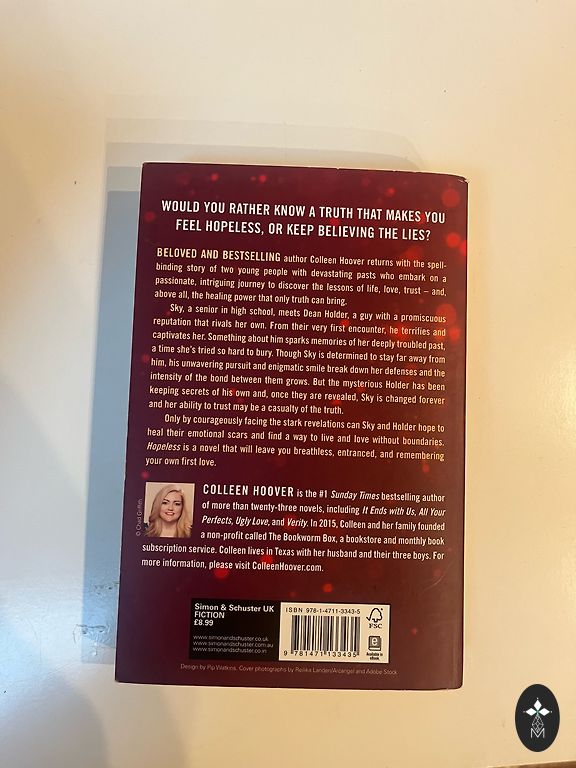 WOULD YOU RATHER KNOW A TRUTH THAT MAKES YOU
FEEL HOPELESS, OR KEEP BELIEVING THE LIES?
BELOVED AND BESTSELLING author Colleen Hoover returns with the spell-
binding story of two young people with devastating pasts who embark on a
passionate, intriguing journey to discover the lessons of life, love, trust – and,
above all, the healing power that only truth can bring.
Sky, a senior in high school, meets Dean Holder, a guy with a promiscuous
reputation that rivals her own. From their very first encounter, he terrifies and
captivates her. Something about him sparks memories of her deeply troubled past,
a time she's tried so hard to bury. Though Sky is determined to stay far away from
him, his unwavering pursuit and enigmatic smile break down her defenses and the
intensity of the bond between them grows. But the mysterious Holder has been
keeping secrets of his own and, once they are revealed, Sky is changed forever
and her ability to trust may be a casualty of the truth.
Only by courageously facing the stark revelations can Sky and Holder hope to
heal their emotional scars and find a way to live and love without boundaries.
Hopeless is a novel that will leave you breathless, entranced, and remembering
your own first love.
© Chad Griffith
COLLEEN HOOVER is the #1 Sunday Times bestselling author
of more than twenty-three novels, including It Ends with Us, All Your
Perfects, Ugly Love, and Verity. In 2015, Colleen and her family founded
a non-profit called The Bookworm Box, a bookstore and monthly book
subscription service. Colleen lives in Texas with her husband and their three boys. For
more information, please visit ColleenHoover.com.
Simon & Schuster UK
FICTION
£8.99
www.simonandschuster.co.uk
www.simonandschuster.com.au
www.simonandschuster.co.in
ISBN 978-1-4711-3343-5
9 781471 133435
FSC
e
Available in
eBook
Design by Pip Watkins. Cover photographs by Reilika Landen/Arcangel and Adobe Stock
M